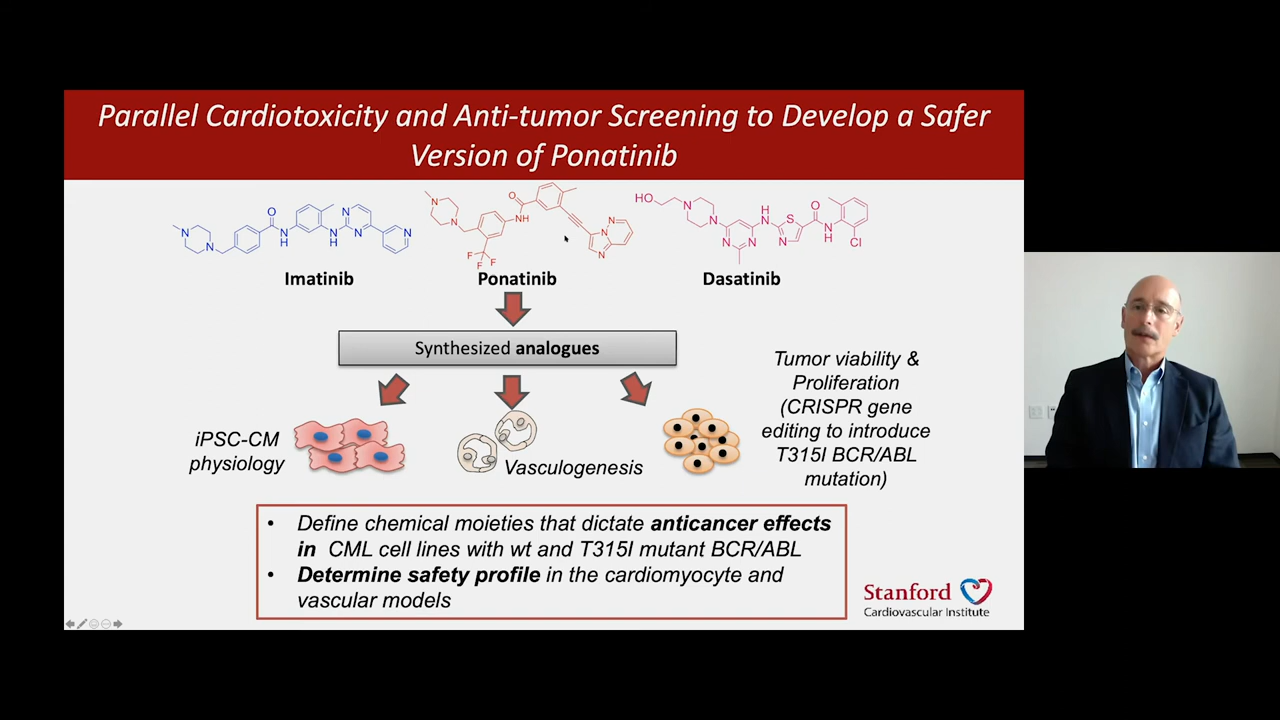 Parallel Cardiotoxicity and Anti-tumor Screening to Develop a Safer
Version of Ponatinib
N
N
O
N
H
N
H
N
N
N
Imatinib
N
N
O
NH
F
F
F
N
N
N
Ponatinib
HO
N
N
N
N
H
N
S
N
O
N
H
Cl
Dasatinib
Synthesized analogues
iPSC-CM
physiology
Vasculogenesis
Tumor viability &
Proliferation
(CRISPR gene
editing to introduce
T315I BCR/ABL
mutation)
• Define chemical moieties that dictate anticancer effects
in CML cell lines with wt and T315I mutant BCR/ABL
• Determine safety profile in the cardiomyocyte and
vascular models
Stanford
Cardiovascular Institute